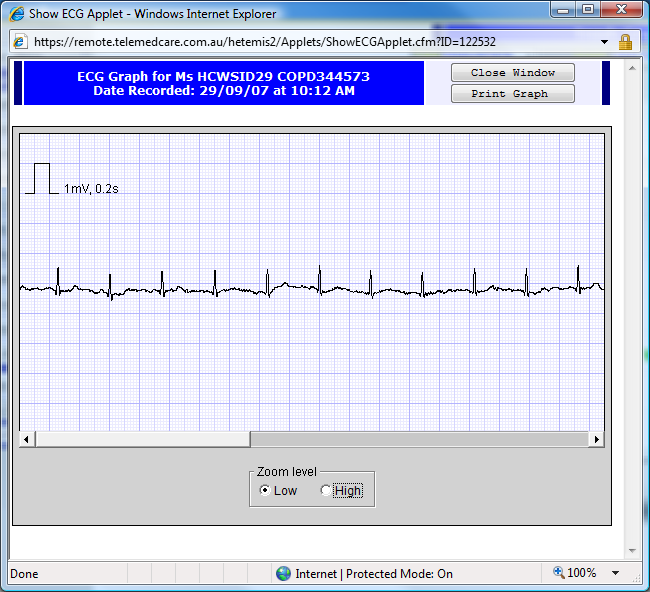 Show ECG Applet - Windows Internet Explorer
https://remote.telemedcare.com.au/hetemis2/Applets/ShowECGApplet.cfm?ID=122532
ECG Graph for Ms HCWSID29 COPD344573
Date Recorded: 29/09/07 at 10:12 AM
Close Window
Print Graph
1mV, 0.2s
Zoom level
Low
High
Done
Internet | Protected Mode: On
100%